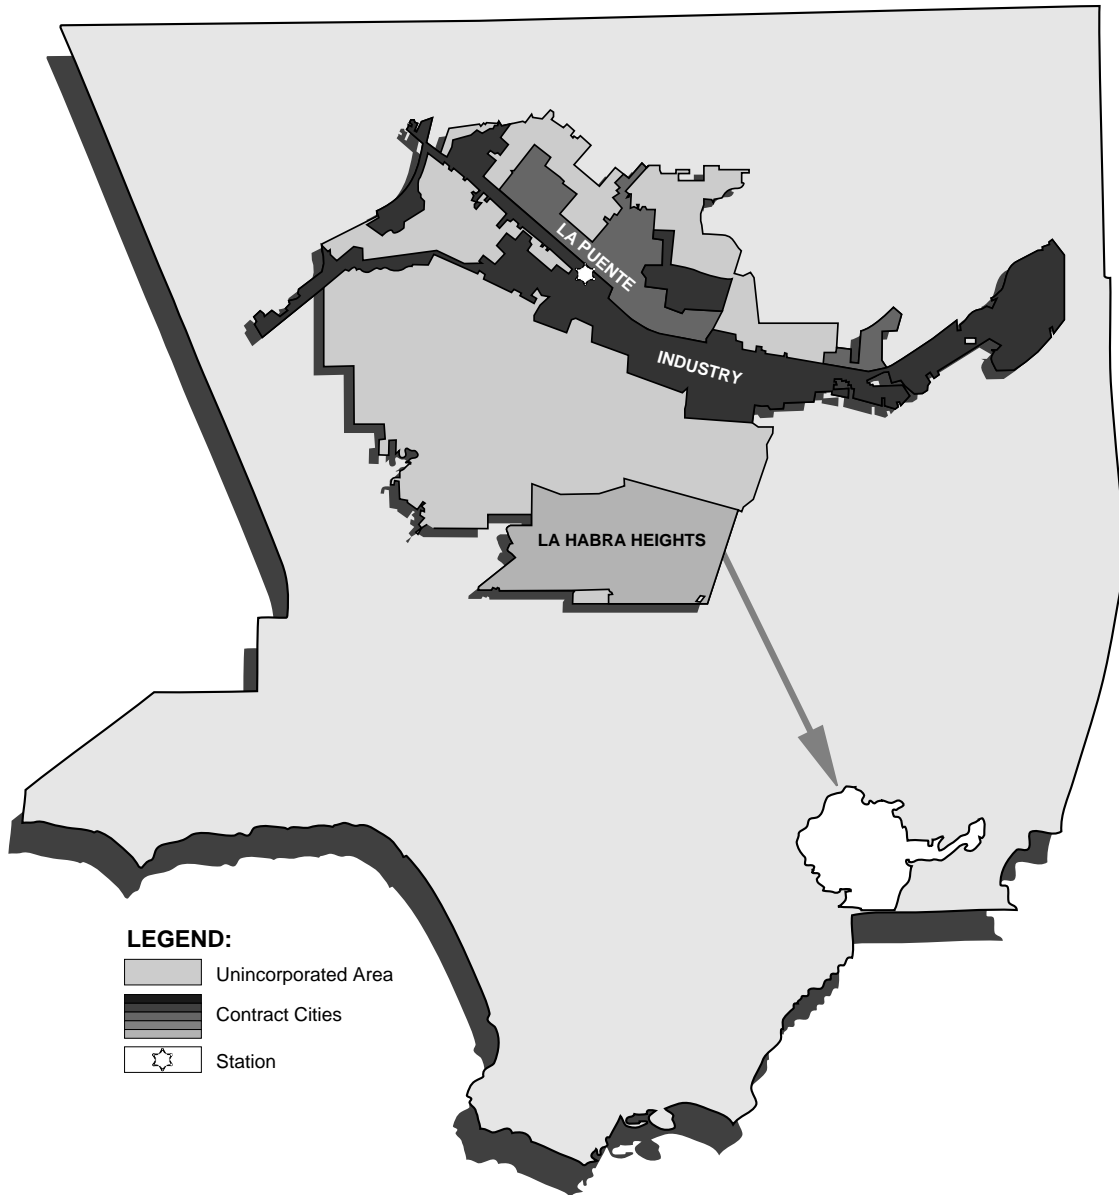 LA PUENTE
INDUSTRY
LA HABRA HEIGHTS
LEGEND:
Unincorporated Area
Contract Cities
Station